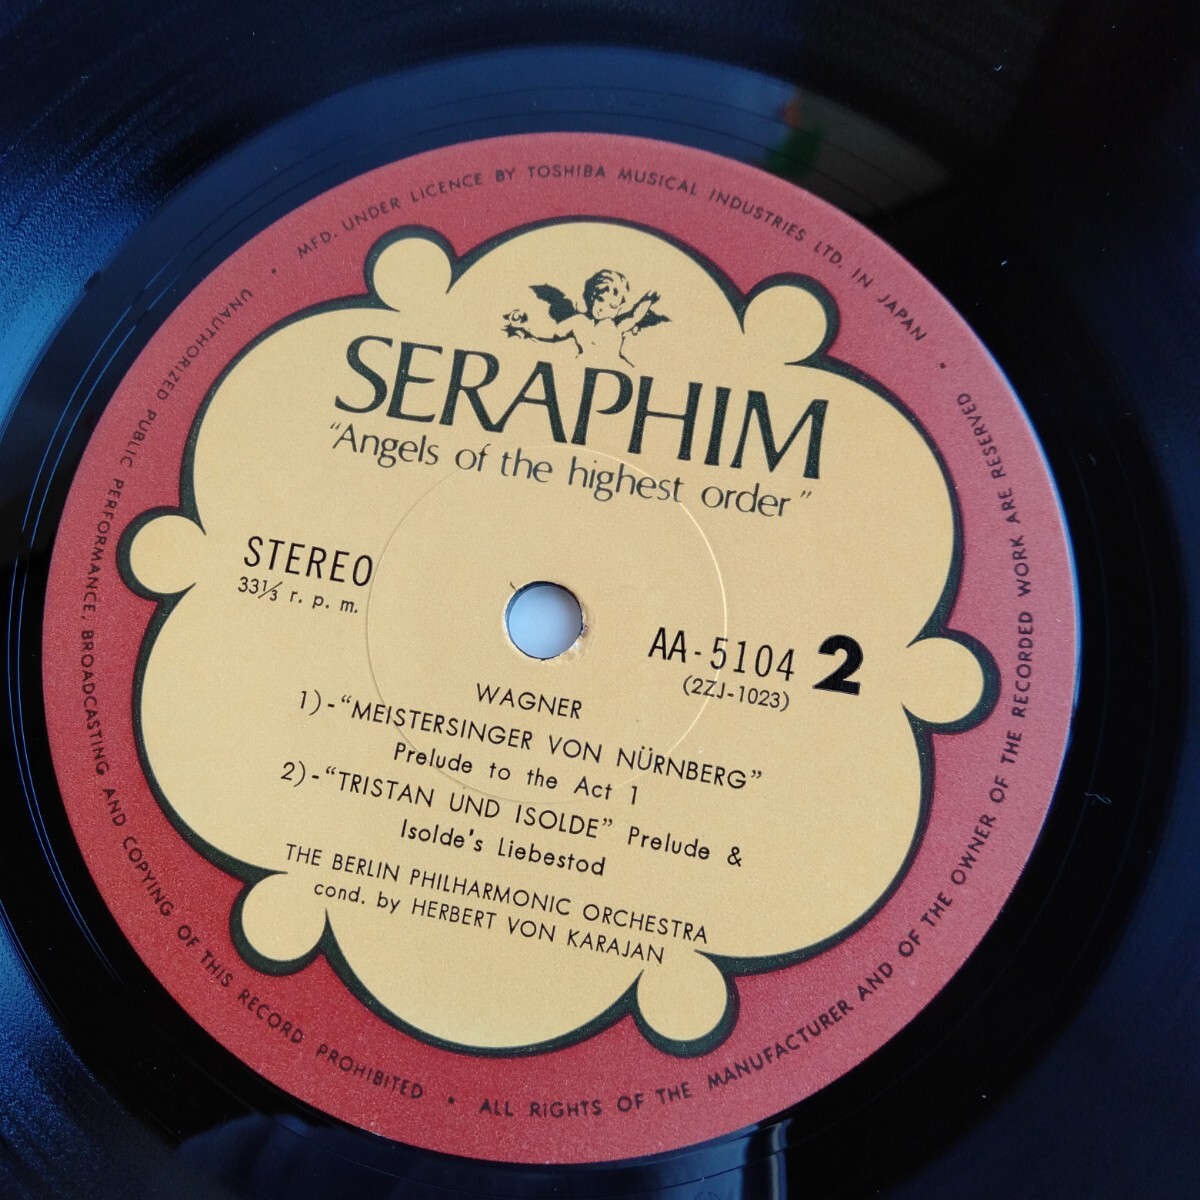 MFD. UNDER LICENCE BY TOSHIBA MUSICAL INDUSTRIES LTD. IN JAPAN •
SERAPHIM
“Angels of the highest order”
STEREO
33⅓ r. p. m.
AA-5104 2
(2ZJ-1023)
WAGNER
1)-“MEISTERSINGER VON NÜRNBERG”
Prelude to the Act 1
2)-“TRISTAN UND ISOLDE” Prelude &
Isolde's Liebestod
THE BERLIN PHILHARMONIC ORCHESTRA
cond. by HERBERT VON KARAJAN
ALL RIGHTS OF THE MANUFACTURER AND OF THE OWNER OF THE RECORDED WORK ARE RESERVED •
UNAUTHORIZED PUBLIC PERFORMANCE, BROADCASTING AND COPYING OF THIS RECORD PROHIBITED •